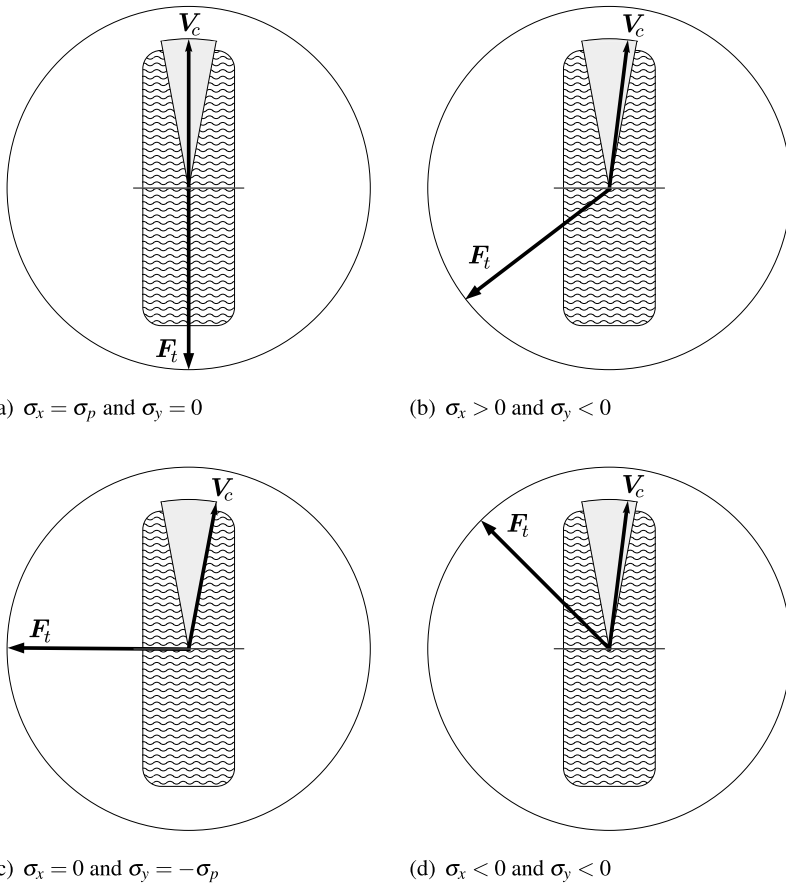 V_c
V_c
F_t
F_t
a) σ_x = σ_p and σ_y = 0
(b) σ_x > 0 and σ_y < 0
V_c
V_c
F_t
F_t
c) σ_x = 0 and σ_y = −σ_p
(d) σ_x < 0 and σ_y < 0